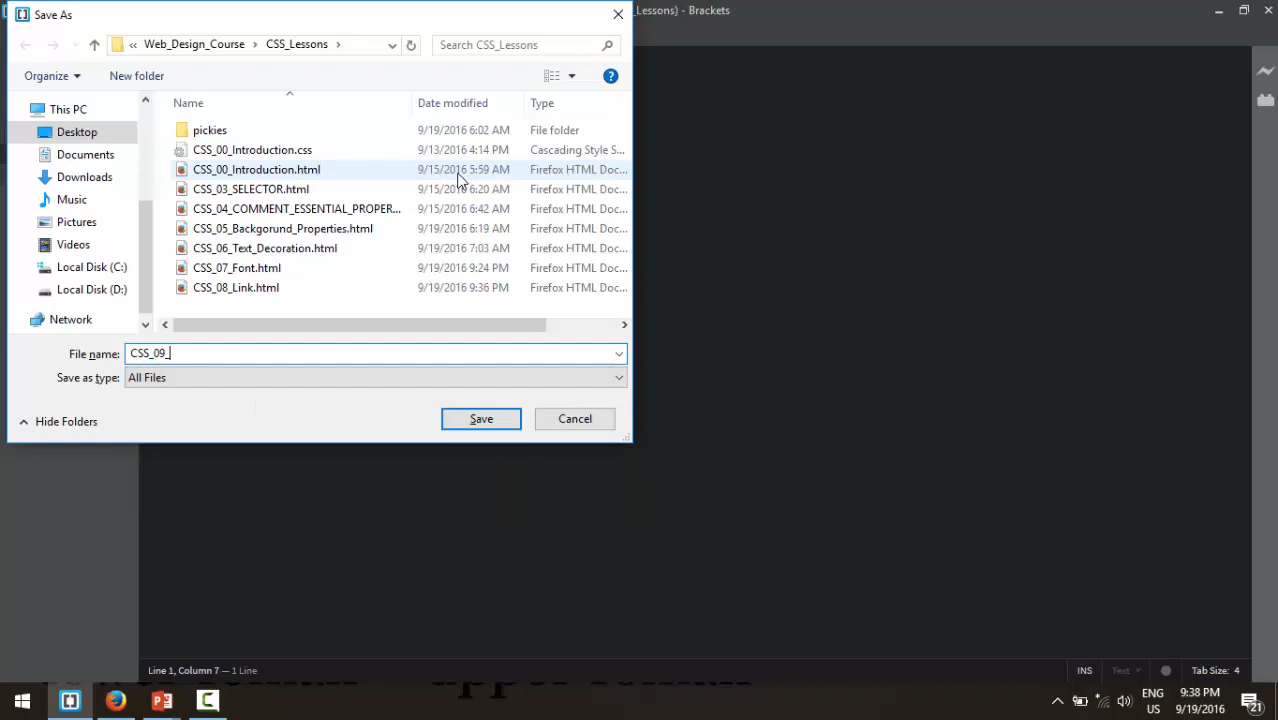 Save As
_Lessons) - Brackets
« Web_Design_Course > CSS_Lessons >
Search CSS_Lessons
Organize
New folder
Name
Date modified
Type
This PC
Desktop
Documents
Downloads
Music
Pictures
Videos
Local Disk (C:)
Local Disk (D:)
Network
pickies 9/19/2016 6:02 AM File folder
CSS_00_Introduction.css 9/13/2016 4:14 PM Cascading Style S...
CSS_00_Introduction.html 9/15/2016 5:59 AM Firefox HTML Doc...
CSS_03_SELECTOR.html 9/15/2016 6:20 AM Firefox HTML Doc...
CSS_04_COMMENT_ESSENTIAL_PROPER... 9/15/2016 6:42 AM Firefox HTML Doc...
CSS_05_Backgorund_Properties.html 9/19/2016 6:19 AM Firefox HTML Doc...
CSS_06_Text_Decoration.html 9/19/2016 7:03 AM Firefox HTML Doc...
CSS_07_Font.html 9/19/2016 9:24 PM Firefox HTML Doc...
CSS_08_Link.html 9/19/2016 9:36 PM Firefox HTML Doc...
File name: CSS_09_
Save as type: All Files
Hide Folders
Save
Cancel
Line 1, Column 7 — 1 Line
INS
Text
Tab Size: 4
ENG
US
9:38 PM
9/19/2016
21